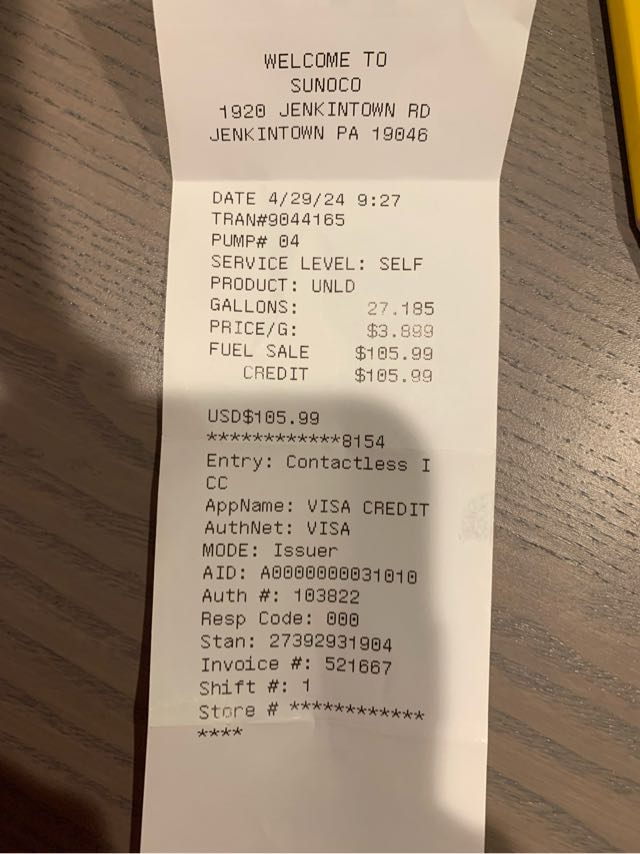 WELCOME TO
SUNOCO
1920 JENKINTOWN RD
JENKINTOWN PA 19046
DATE 4/29/24 9:27
TRAN#9044165
PUMP# 04
SERVICE LEVEL: SELF
PRODUCT: UNLD
GALLONS: 27.185
PRICE/G: $3.899
FUEL SALE $105.99
CREDIT $105.99
USD$105.99
************8154
Entry: Contactless I
CC
AppName: VISA CREDIT
AuthNet: VISA
MODE: Issuer
AID: A0000000031010
Auth #: 103822
Resp Code: 000
Stan: 27392931904
Invoice #: 521667
Shift #: 1
Store # ************
****